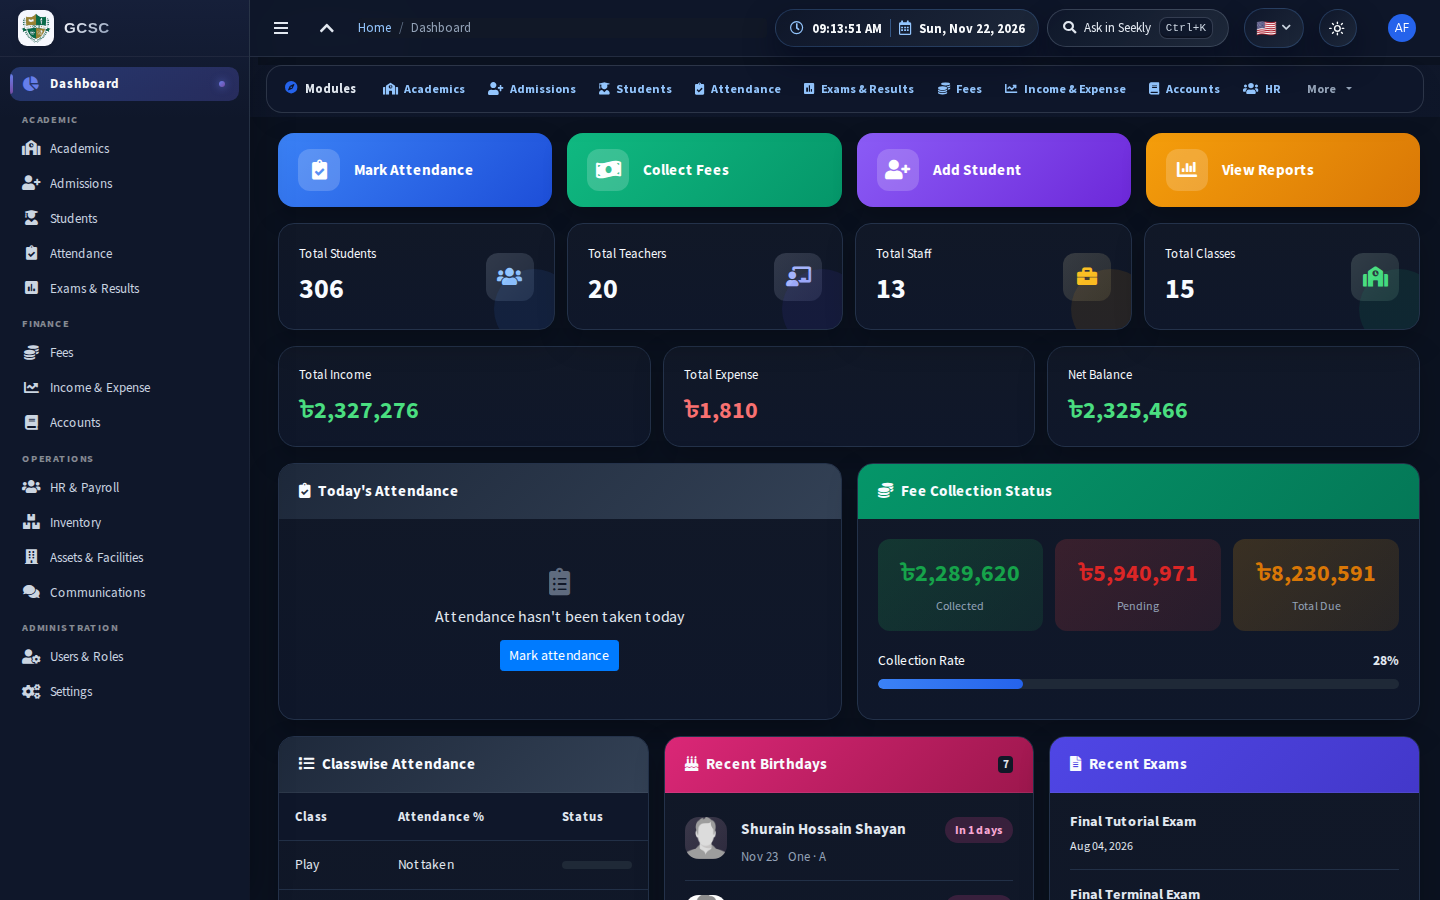 GCSC
Home / Dashboard
09:13:51 AM
Sun, Nov 22, 2026
Ask in Seekly Ctrl+K
AF
Dashboard
ACADEMIC
Academics
Admissions
Students
Attendance
Exams & Results
FINANCE
Fees
Income & Expense
Accounts
OPERATIONS
HR & Payroll
Inventory
Assets & Facilities
Communications
ADMINISTRATION
Users & Roles
Settings
Modules Academics Admissions Students Attendance Exams & Results Fees Income & Expense Accounts HR More
Mark Attendance
Collect Fees
Add Student
View Reports
Total Students
306
Total Teachers
20
Total Staff
13
Total Classes
15
Total Income
৳2,327,276
Total Expense
৳1,810
Net Balance
৳2,325,466
Today's Attendance
Attendance hasn't been taken today
Mark attendance
Fee Collection Status
৳2,289,620
Collected
৳5,940,971
Pending
৳8,230,591
Total Due
Collection Rate 28%
Classwise Attendance
Class Attendance % Status
Play Not taken
Recent Birthdays 7
Shurain Hossain Shayan
In 1 days
Nov 23 One · A
Recent Exams
Final Tutorial Exam
Aug 04, 2026
Final Terminal Exam